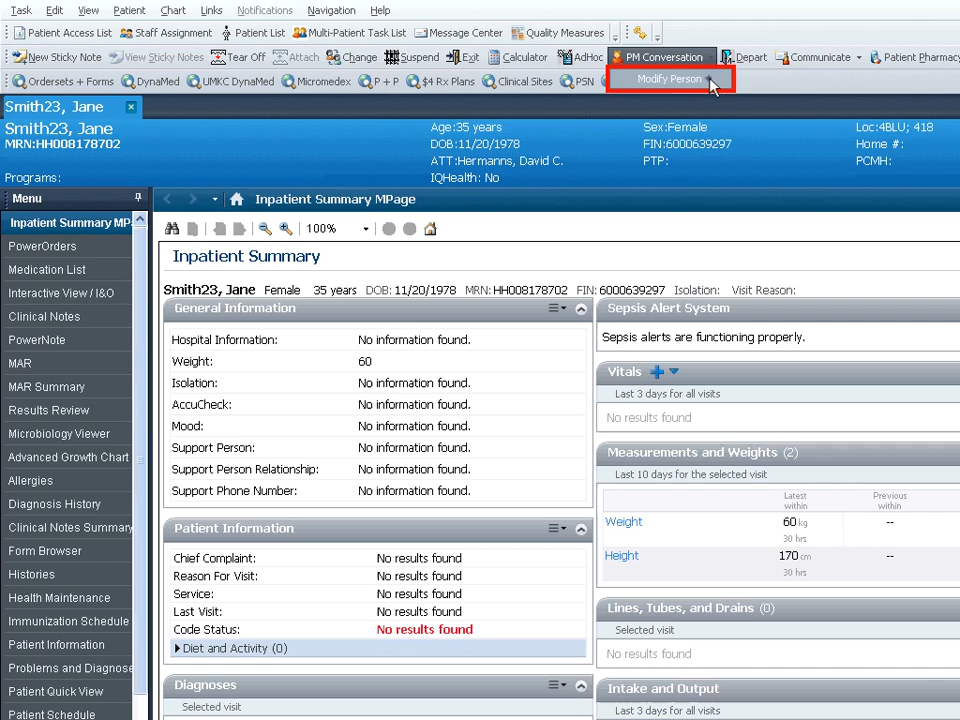 Task Edit View Patient Chart Links Notifications Navigation Help
Patient Access List Staff Assignment Patient List Multi-Patient Task List Message Center Quality Measures
New Sticky Note View Sticky Notes Tear Off Attach Change Suspend Exit Calculator AdHoc PM Conversation Depart Communicate Patient Pharmacy
Ordersets + Forms DynaMed UMKC DynaMed Micromedex P + P $4 Rx Plans Clinical Sites PSN Modify Person
Smith23, Jane
Smith23, Jane Age:35 years Sex:Female Loc:4BLU; 418
MRN:HH008178702 DOB:11/20/1978 FIN:6000639297 Home #:
ATT:Hermanns, David C. PTP: PCMH:
Programs: IQHealth: No
Menu Inpatient Summary MPage
Inpatient Summary MP 100%
PowerOrders Inpatient Summary
Medication List
Interactive View / I&O Smith23, Jane Female 35 years DOB: 11/20/1978 MRN: HH008178702 FIN: 6000639297 Isolation: Visit Reason:
Clinical Notes
PowerNote
MAR
MAR Summary
Results Review
Microbiology Viewer
Advanced Growth Chart
Allergies
Diagnosis History
Clinical Notes Summary
Form Browser
Histories
Health Maintenance
Immunization Schedule
Patient Information
Problems and Diagnose
Patient Quick View
Patient Schedule
General Information
Hospital Information: No information found.
Weight: 60
Isolation: No information found.
AccuCheck: No information found.
Mood: No information found.
Support Person: No information found.
Support Person Relationship: No information found.
Support Phone Number: No information found.
Patient Information
Chief Complaint: No results found
Reason For Visit: No results found
Service: No results found
Last Visit: No results found
Code Status: No results found
Diet and Activity (0)
Diagnoses
Selected visit
Sepsis Alert System
Sepsis alerts are functioning properly.
Vitals
Last 3 days for all visits
No results found
Measurements and Weights (2)
Last 10 days for the selected visit
Latest within Previous within
Weight 60 kg --
30 hrs
Height 170 cm --
30 hrs
Lines, Tubes, and Drains (0)
Selected visit
No results found
Intake and Output
Last 3 days for all visits